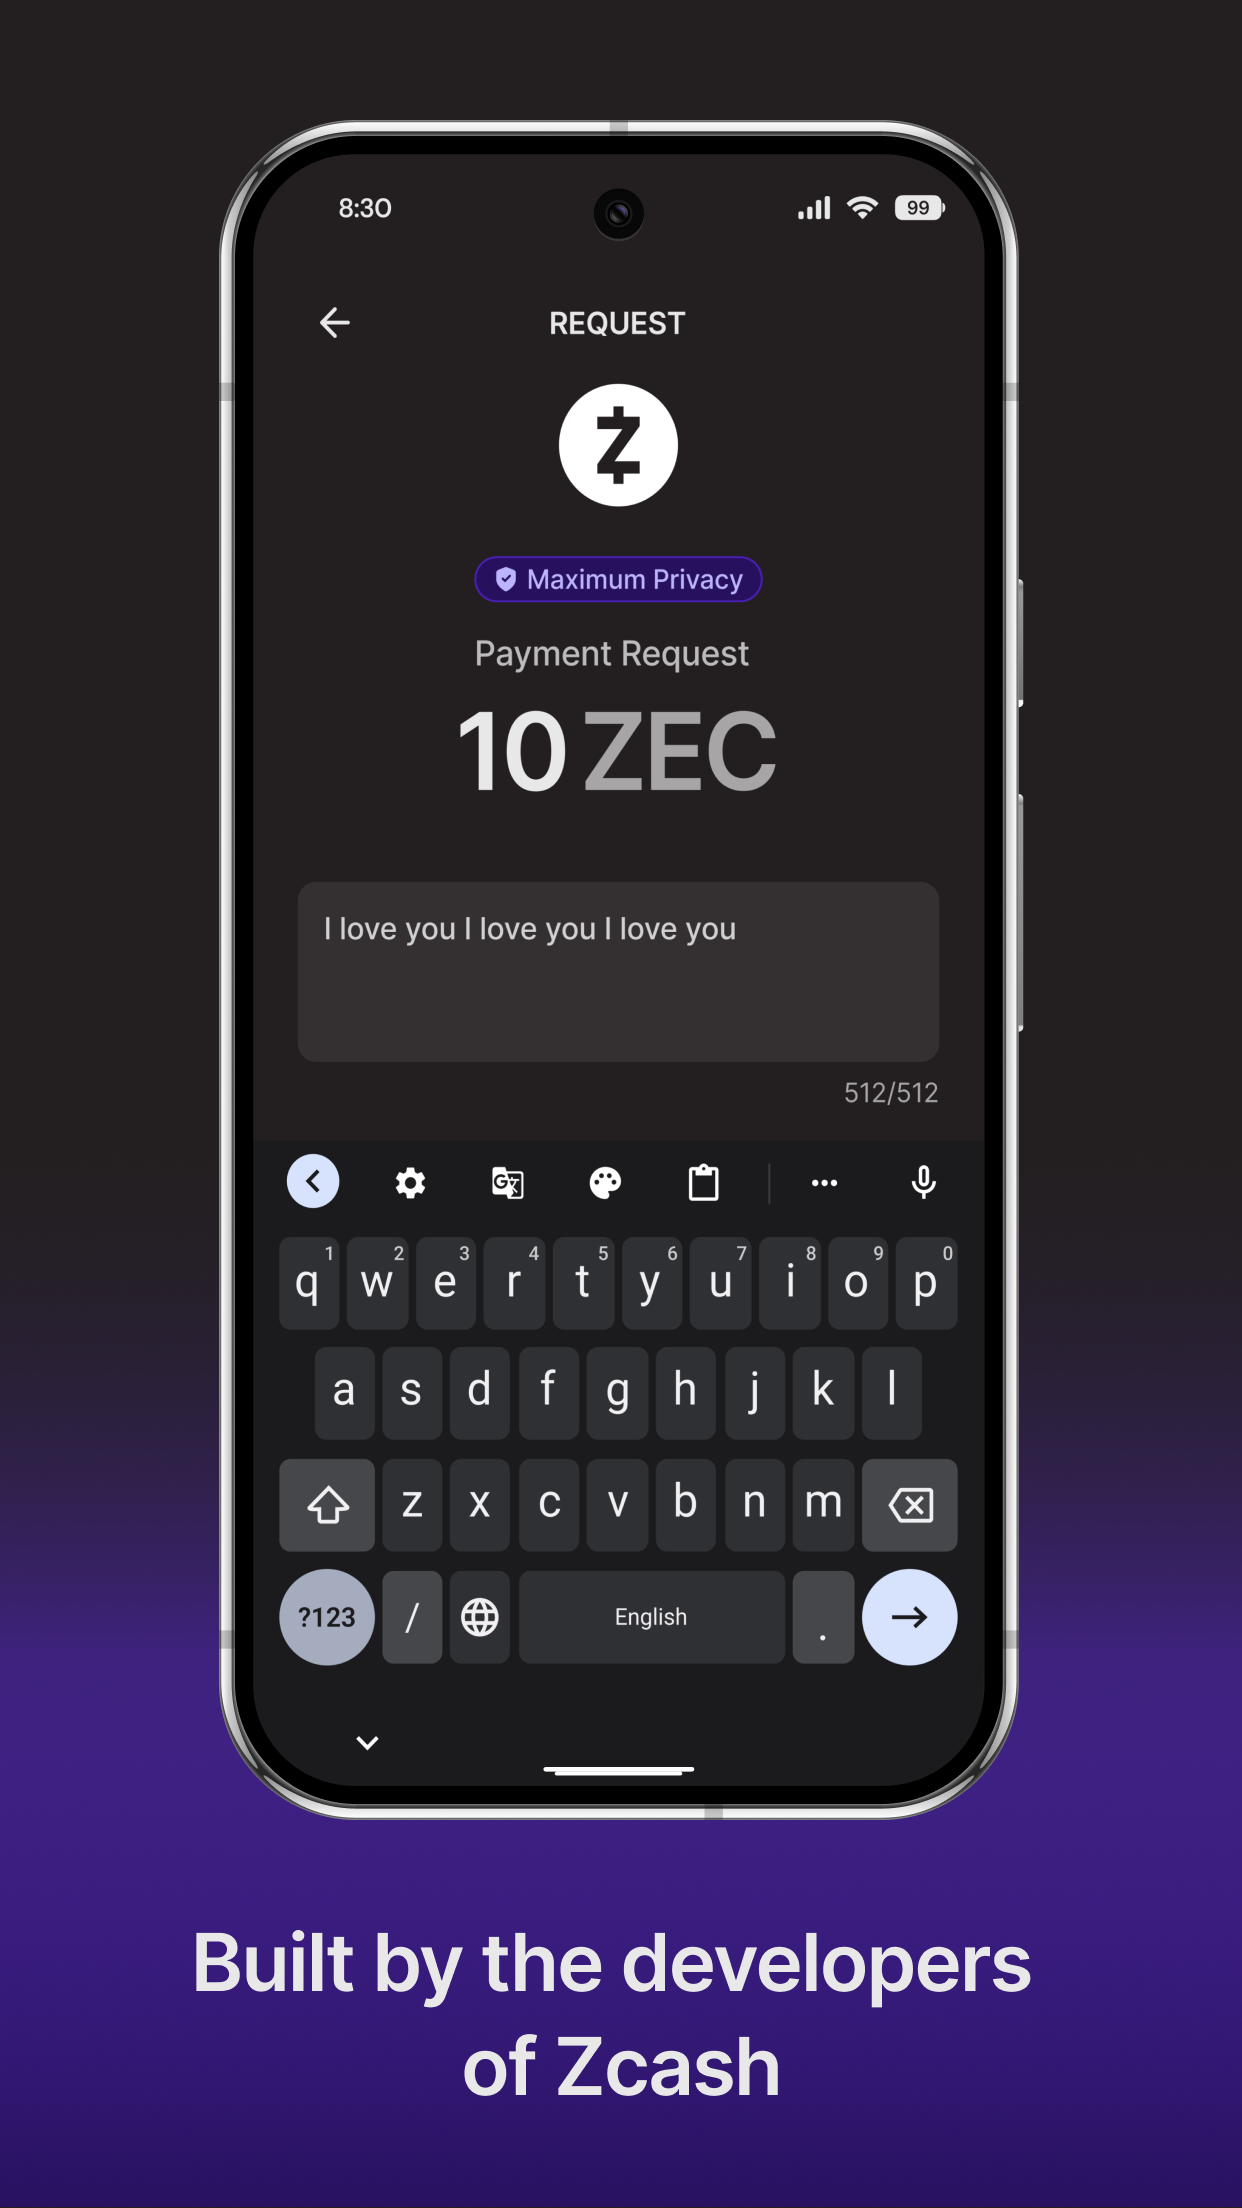 8:30
99
REQUEST
Maximum Privacy
Payment Request
10 ZEC
I love you I love you I love you
512/512
q 1 w 2 e 3 r 4 t 5 y 6 u 7 i 8 o 9 p 0
a s d f g h j k l
z x c v b n m
?123 / English .
Built by the developers
of Zcash